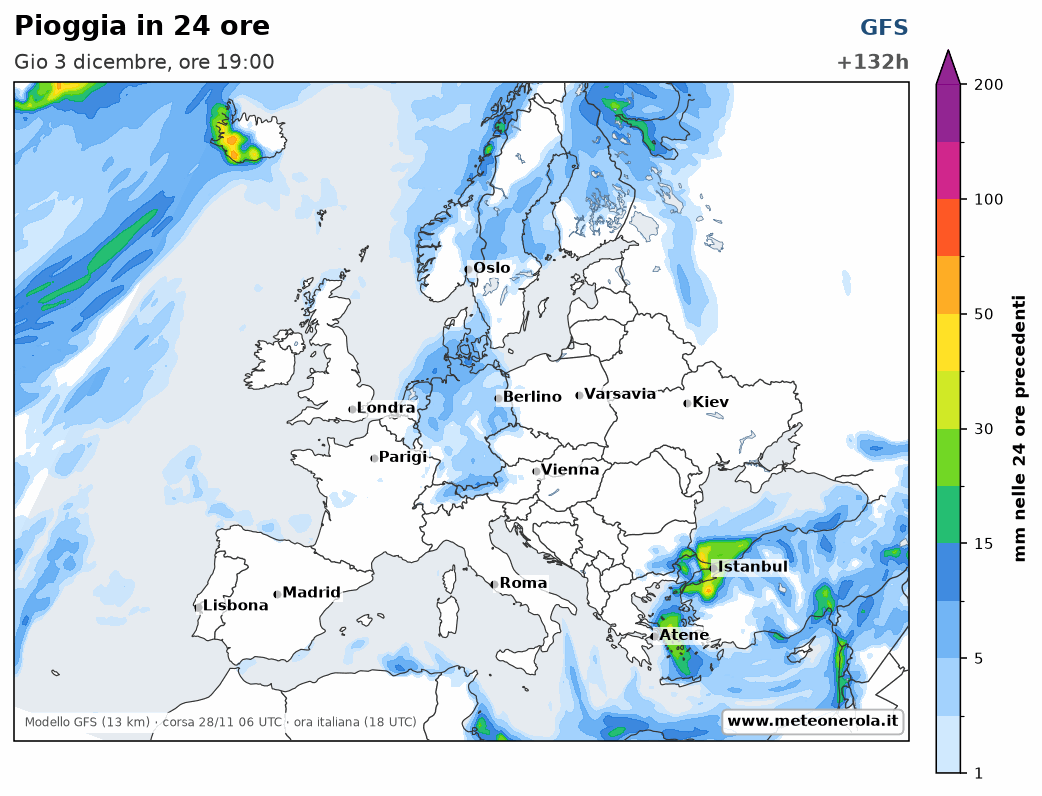 Pioggia in 24 ore
GFS
Gio 3 dicembre, ore 19:00
+132h
200
100
50
30
15
5
1
mm nelle 24 ore precedenti
Oslo
Berlino
Varsavia
Kiev
Londra
Parigi
Vienna
Istanbul
Roma
Madrid
Lisbona
Atene
Modello GFS (13 km) · corsa 28/11 06 UTC · ora italiana (18 UTC)
www.meteonerola.it